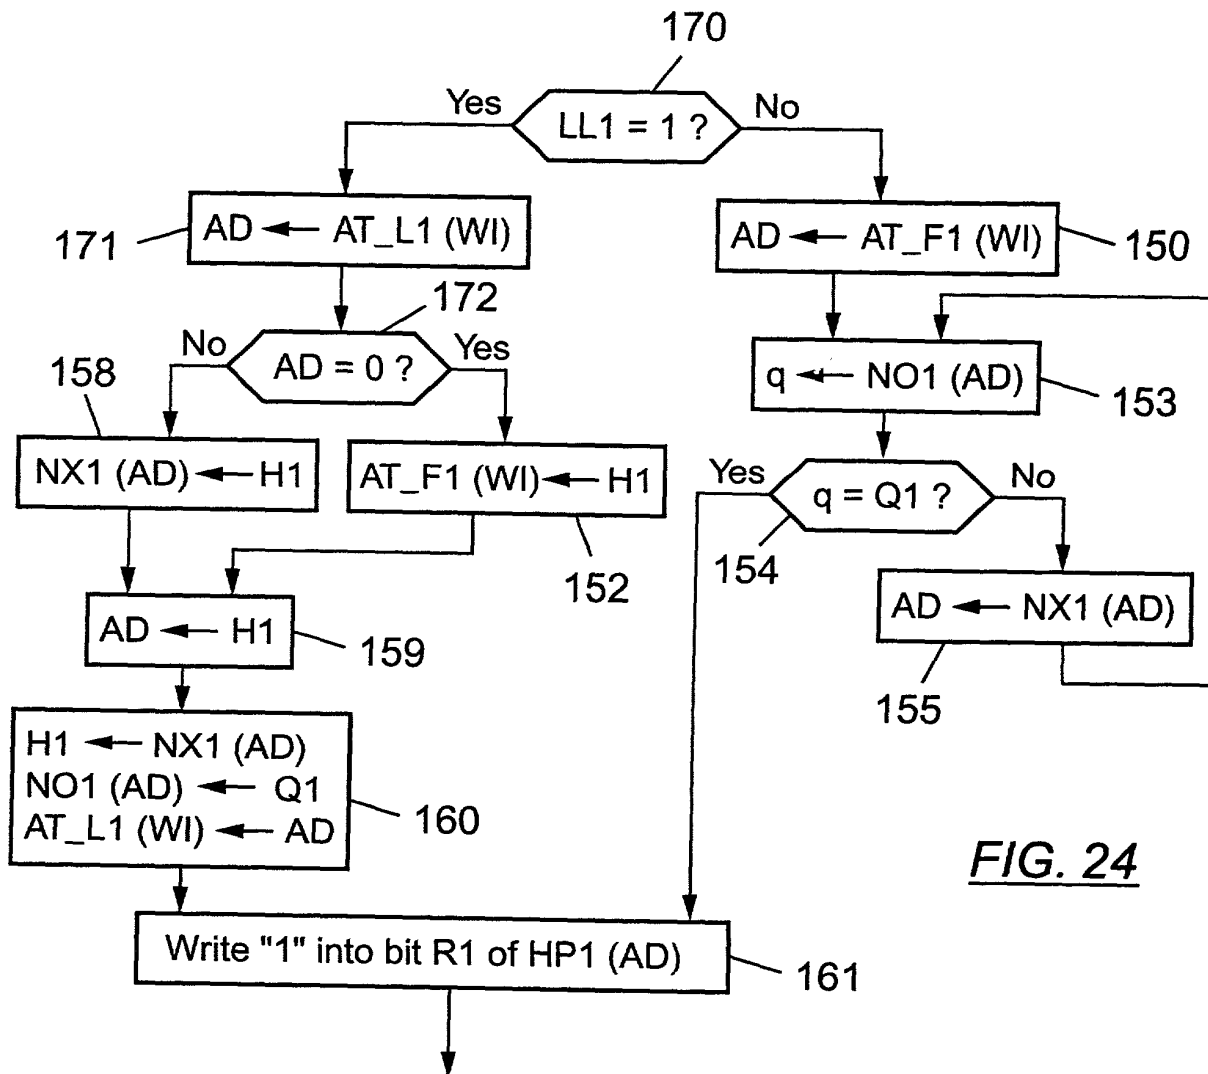 170
Yes
LL1 = 1 ?
No
AD ← AT_L1 (WI)
171
AD ← AT_F1 (WI)
150
172
No
AD = 0 ?
Yes
158
q ← NO1 (AD)
153
NX1 (AD) ← H1
AT_F1 (WI) ← H1
152
Yes
q = Q1 ?
No
154
AD ← NX1 (AD)
155
AD ← H1
159
H1 ← NX1 (AD)
NO1 (AD) ← Q1
AT_L1 (WI) ← AD
160
FIG. 24
Write "1" into bit R1 of HP1 (AD)
161